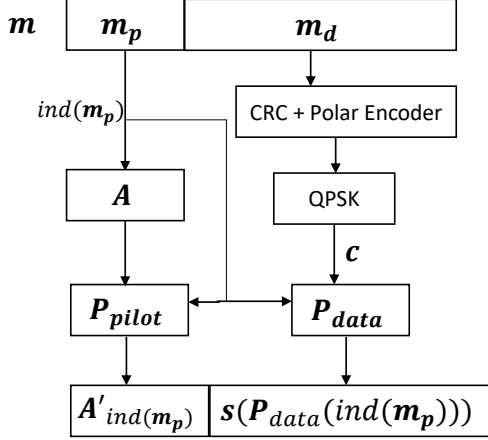 m m_p m_d
ind(m_p)
CRC + Polar Encoder
A
QPSK
c
P_pilot
P_data
A'_ind(m_p) s(P_data(ind(m_p)))